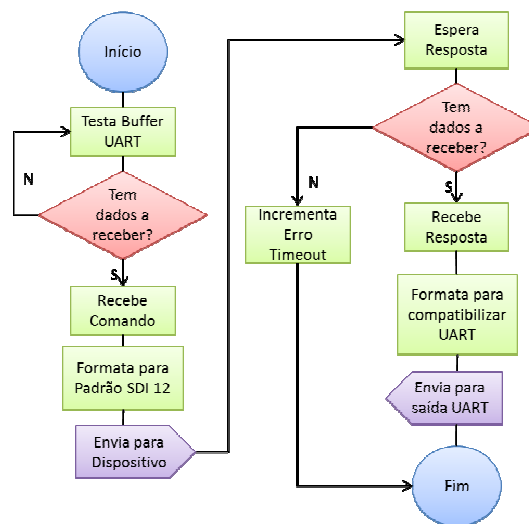 Início
Testa Buffer
UART
N
Tem
dados a
receber?
S
Recebe
Comando
Formata para
Padrão SDI 12
Envia para
Dispositivo
Espera
Resposta
Tem
dados a
receber?
N
S
Incrementa
Erro
Timeout
Recebe
Resposta
Formata para
compatibilizar
UART
Envia para
saída UART
Fim